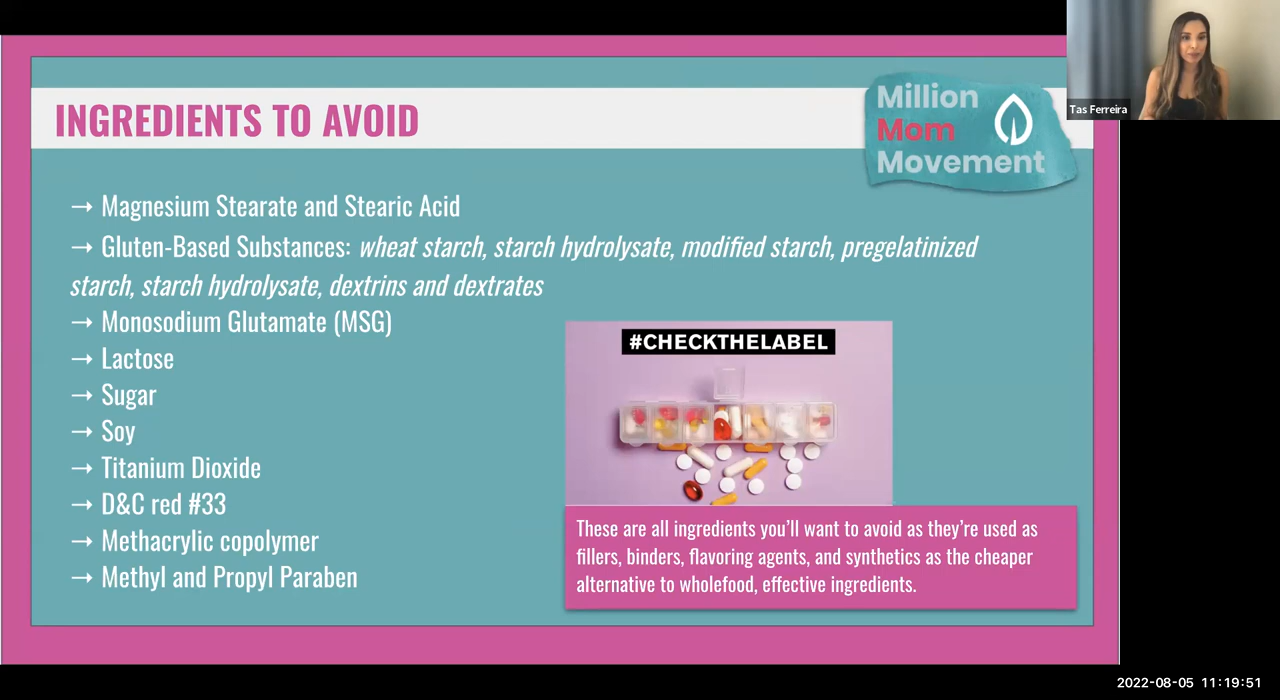 INGREDIENTS TO AVOID
Million
Mom
Movement
Tas Ferreira
→ Magnesium Stearate and Stearic Acid
→ Gluten-Based Substances: wheat starch, starch hydrolysate, modified starch, pregelatinized
starch, starch hydrolysate, dextrins and dextrates
→ Monosodium Glutamate (MSG)
→ Lactose
→ Sugar
→ Soy
→ Titanium Dioxide
→ D&C red #33
→ Methacrylic copolymer
→ Methyl and Propyl Paraben
#CHECKTHELABEL
These are all ingredients you’ll want to avoid as they’re used as
fillers, binders, flavoring agents, and synthetics as the cheaper
alternative to wholefood, effective ingredients.
2022-08-05 11:19:51